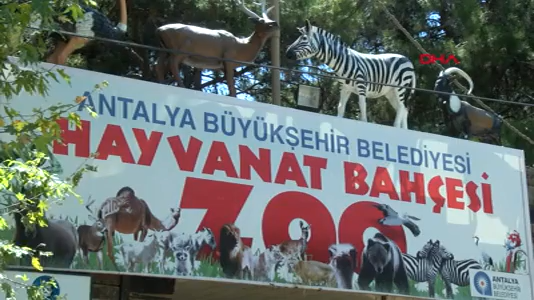 DHA
ANTALYA BÜYÜKŞEHİR BELEDİYESİ
HAYVANAT BAHÇESİ
ZOO
ANTALYA
BÜYÜKŞEHİR
BELEDİYESİ